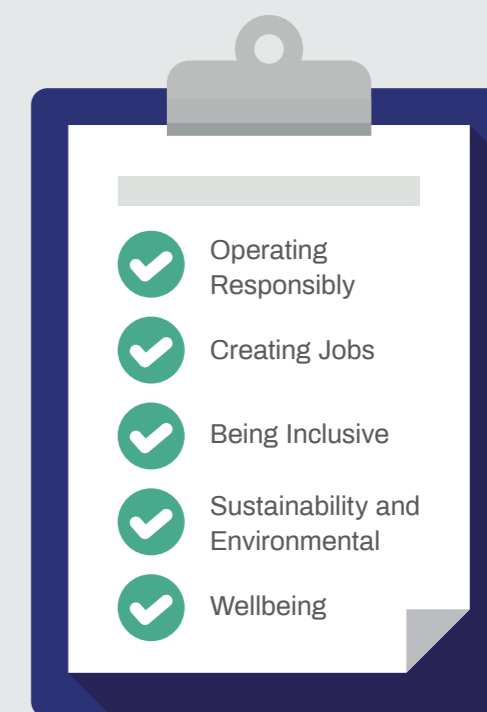 Operating
Responsibly
Creating Jobs
Being Inclusive
Sustainability and
Environmental
Wellbeing